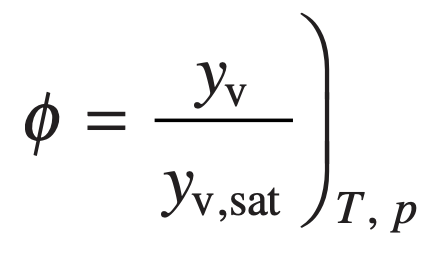 ϕ = y_v / y_v,sat )_T, p